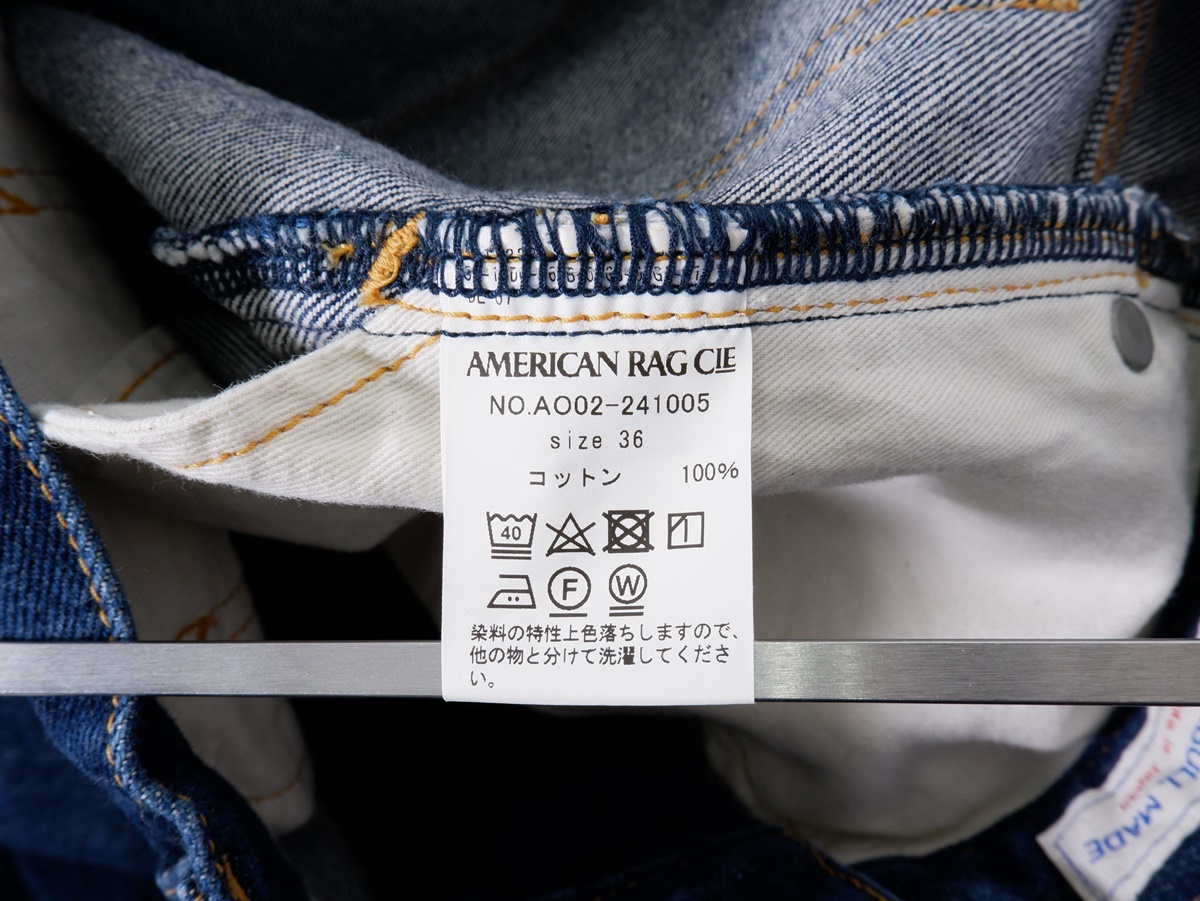 AMERICAN RAG CIE
NO.AO02-241005
size 36
コットン 100%
40
F
W
染料の特性上色落ちしますので、
他の物と分けて洗濯してくださ
い。
MADE